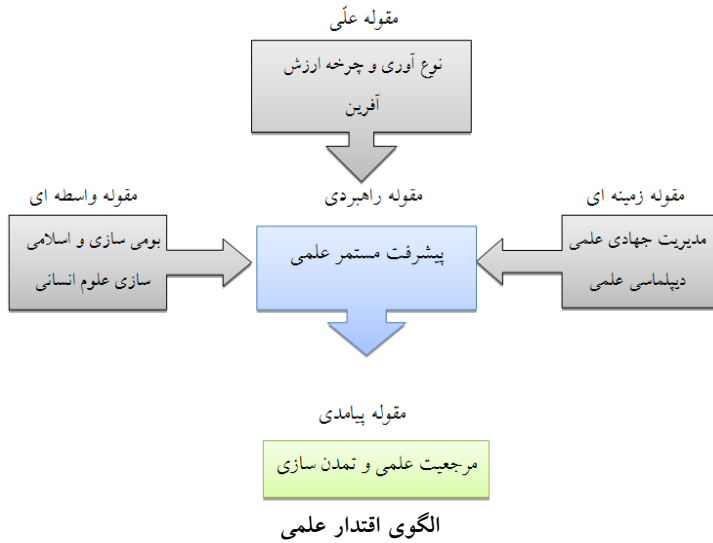 مقوله علّی
نوع آوری و چرخه ارزش
آفرین
مقوله زمینه ای
مقوله راهبردی
مقوله واسطه ای
مدیریت جهادی علمی
دیپلماسی علمی
پیشرفت مستمر علمی
بومی سازی و اسلامی
سازی علوم انسانی
مقوله پیامدی
مرجعیت علمی و تمدن سازی
الگوی اقتدار علمی